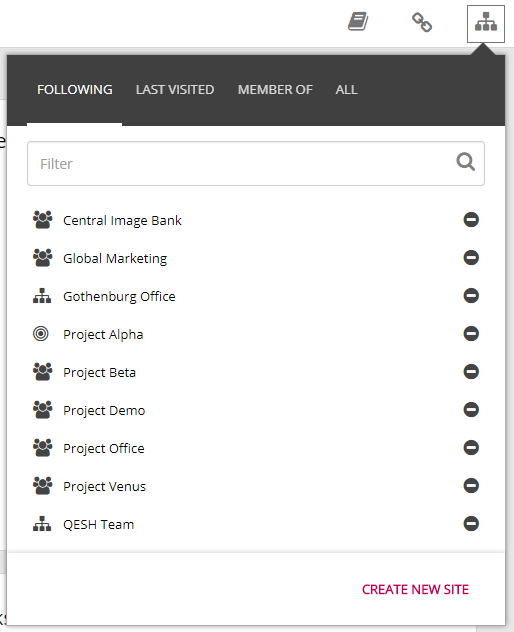 FOLLOWING LAST VISITED MEMBER OF ALL
Filter
Central Image Bank
Global Marketing
Gothenburg Office
Project Alpha
Project Beta
Project Demo
Project Office
Project Venus
QESH Team
CREATE NEW SITE